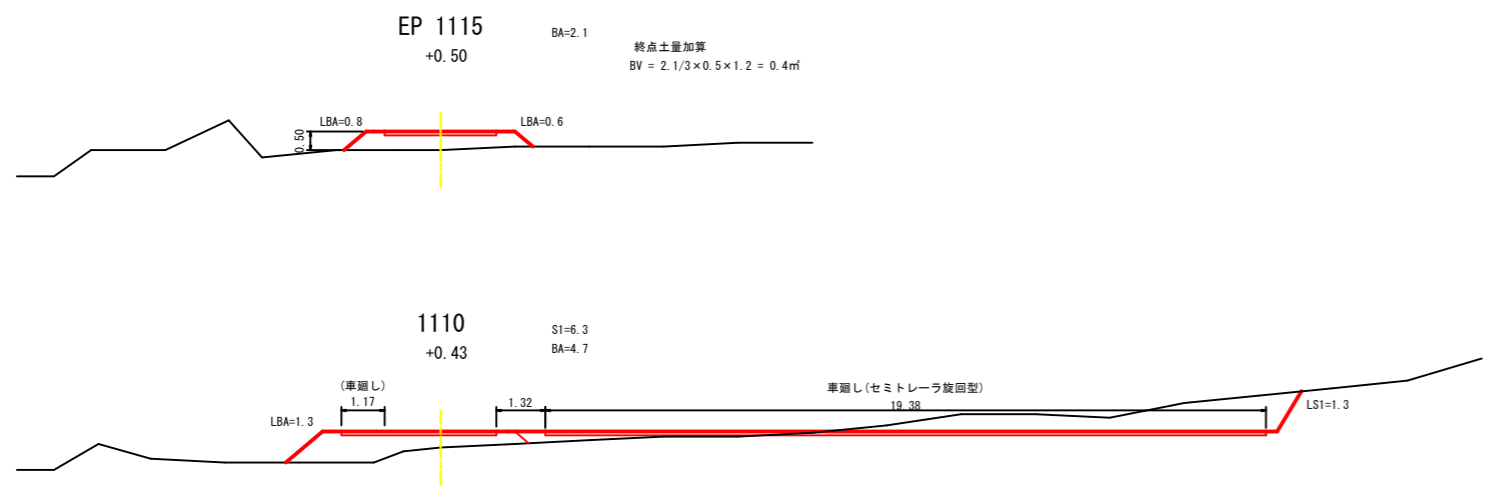 EP 1115
+0.50
BA=2.1
終点土量加算
BV = 2.1/3×0.5×1.2 = 0.4㎥
LBA=0.8
LBA=0.6
0.50
1110
+0.43
S1=6.3
BA=4.7
(車廻し)
1.17
1.32
車廻し(セミトレーラ旋回型)
19.38
LBA=1.3
LS1=1.3